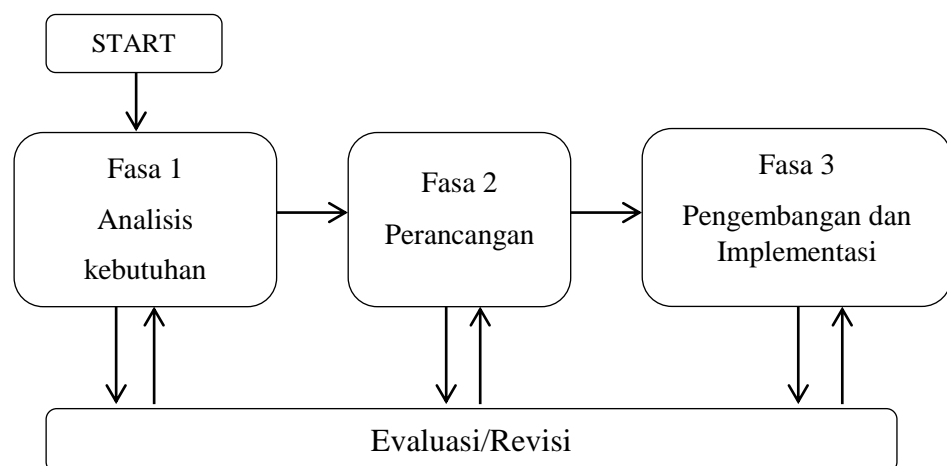 START
Fasa 1
Analisis
kebutuhan
Fasa 2
Perancangan
Fasa 3
Pengembangan dan
Implementasi
Evaluasi/Revisi